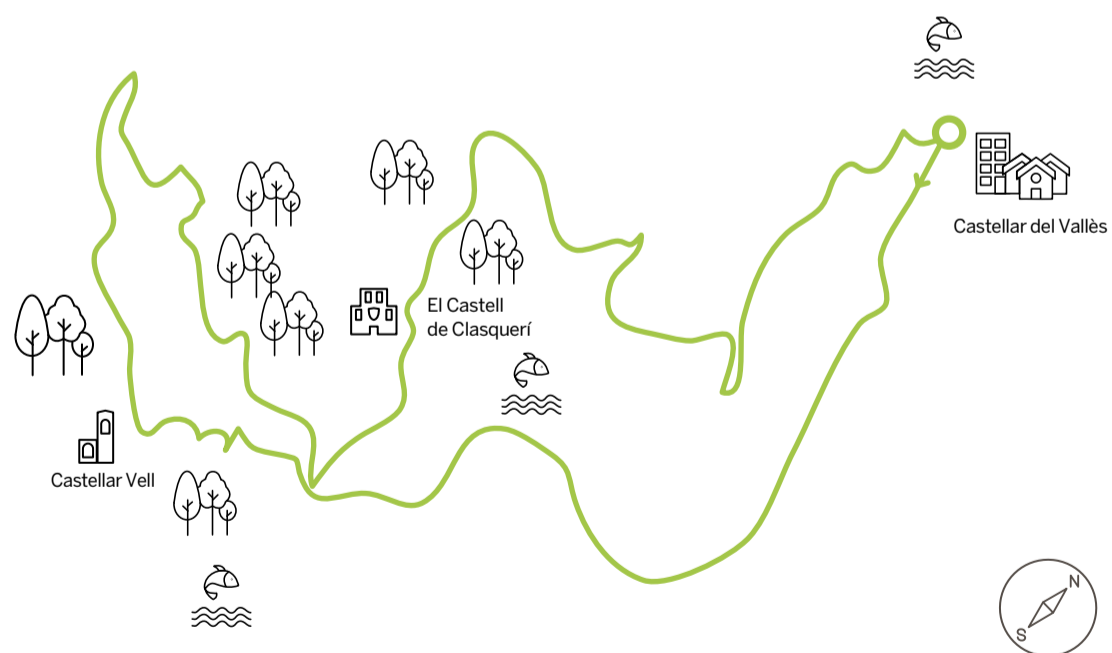 Castellar del Vallès
El Castell
de Clasquerí
Castellar Vell
N
S